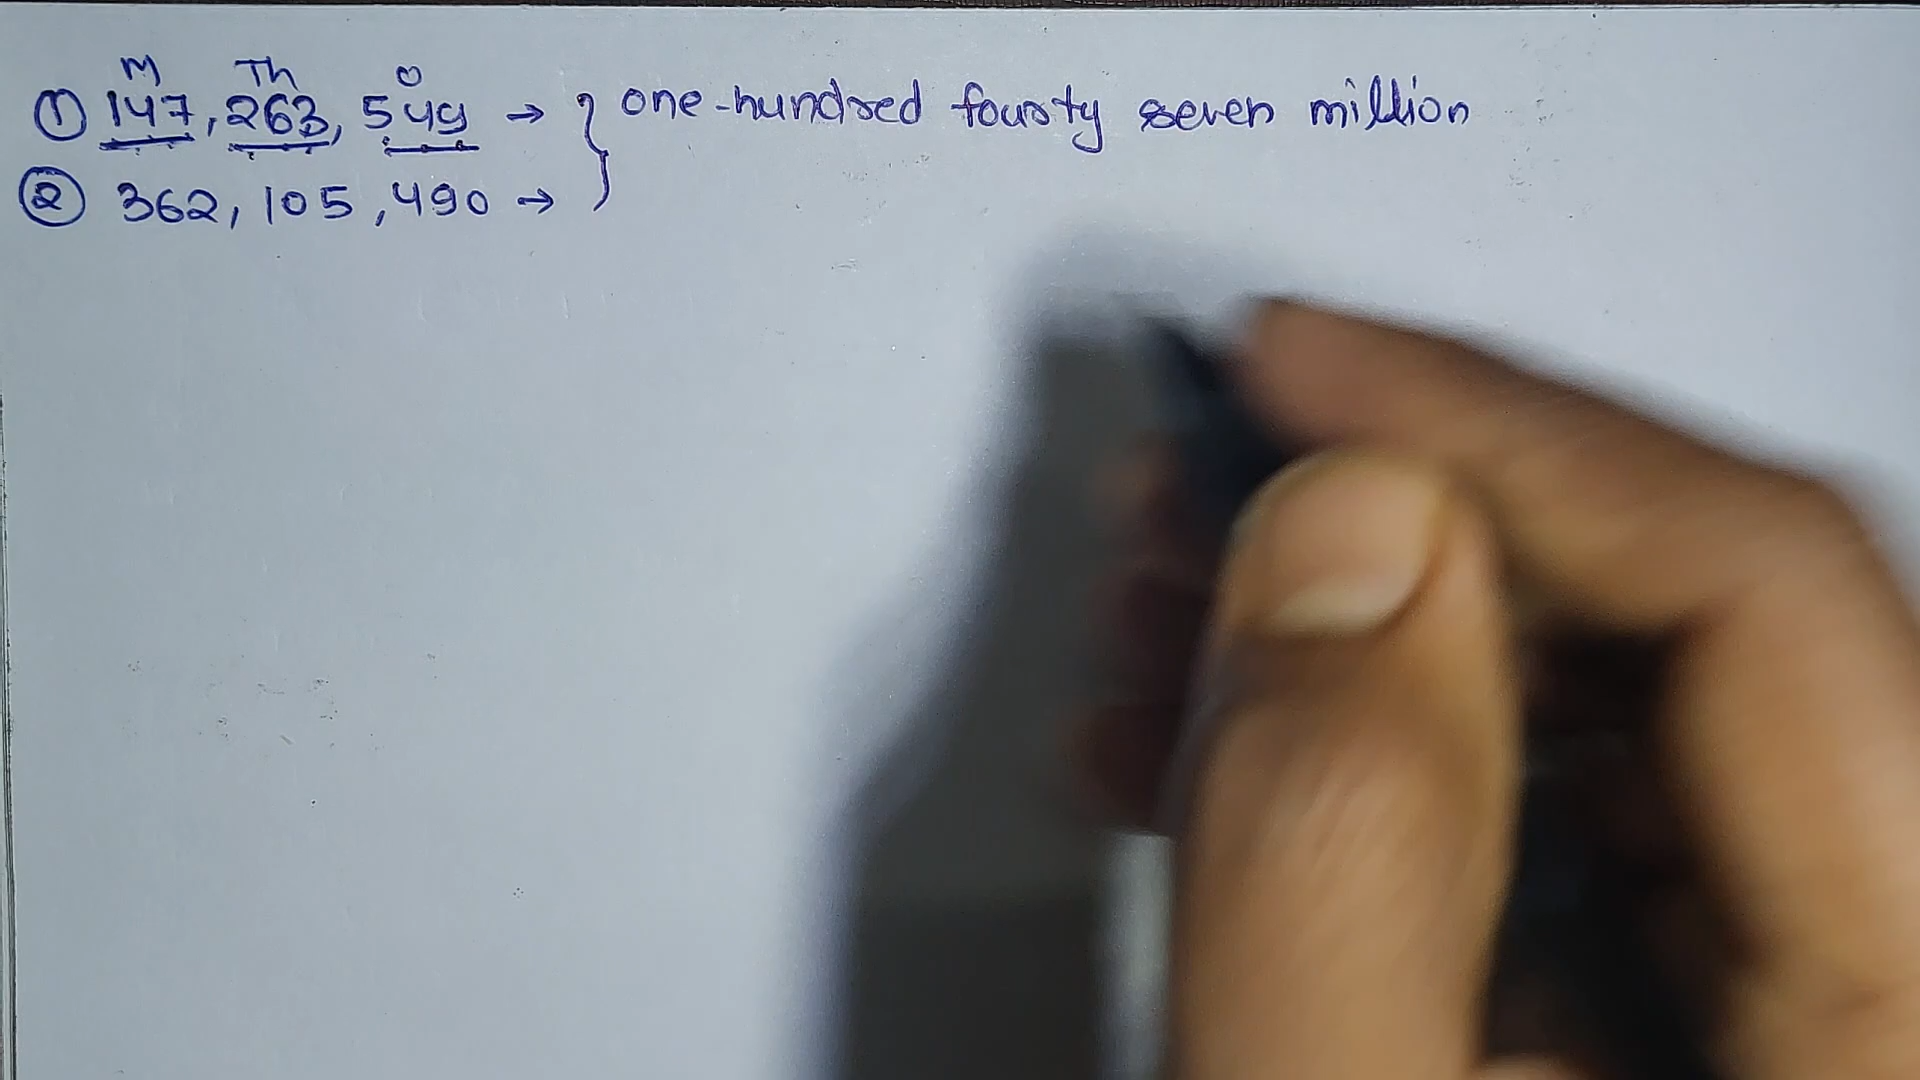 M Th O
① 147, 263, 549 → } one-hundred fourty seven million
② 362, 105, 490 →